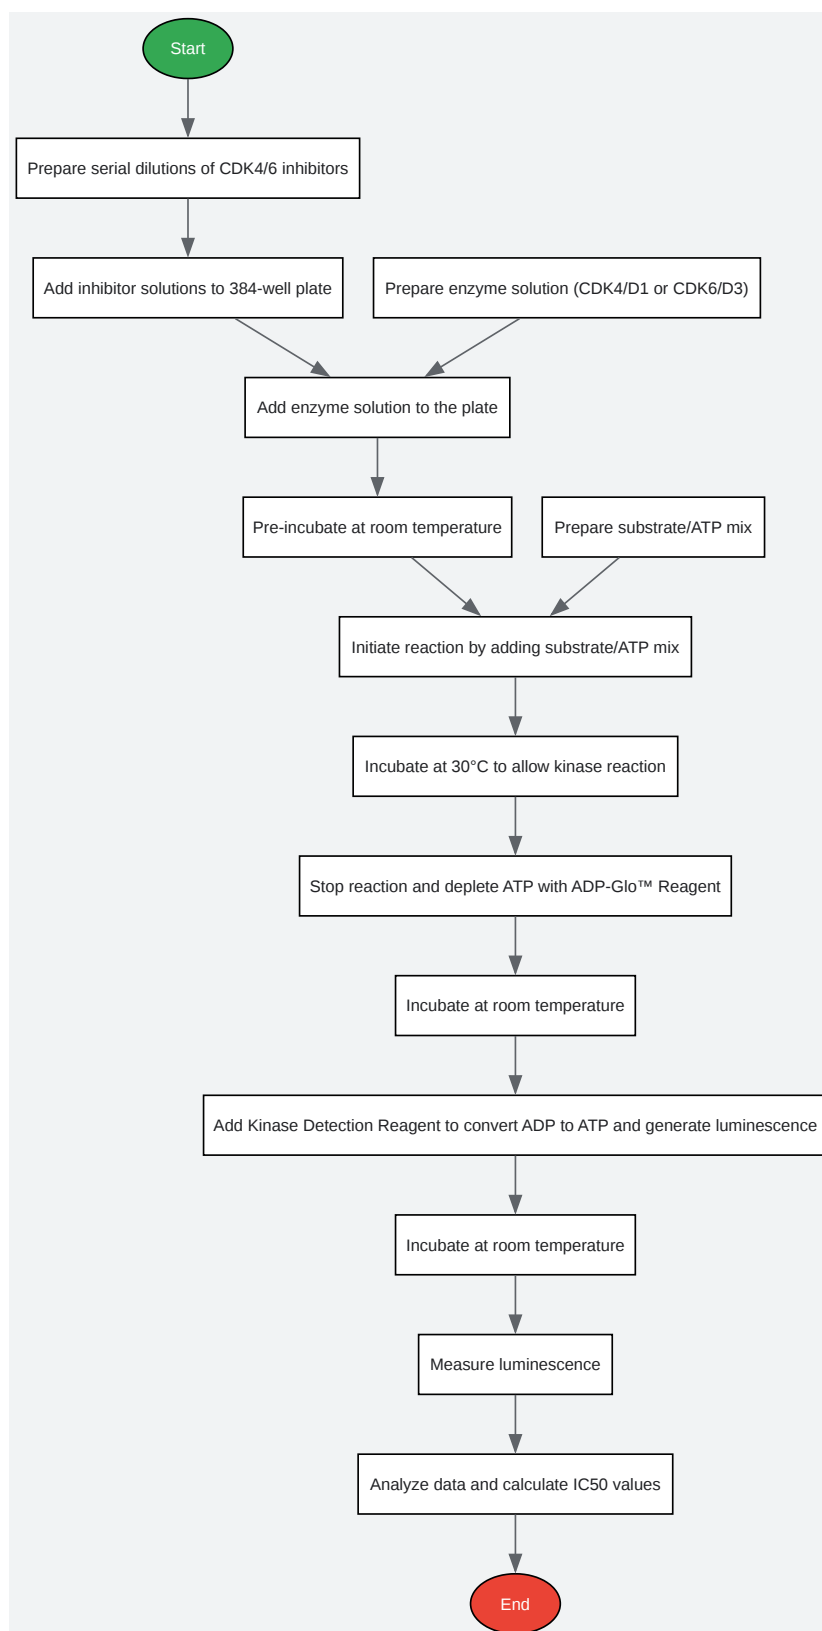 Start
Prepare serial dilutions of CDK4/6 inhibitors
Add inhibitor solutions to 384-well plate
Prepare enzyme solution (CDK4/D1 or CDK6/D3)
Add enzyme solution to the plate
Pre-incubate at room temperature
Prepare substrate/ATP mix
Initiate reaction by adding substrate/ATP mix
Incubate at 30°C to allow kinase reaction
Stop reaction and deplete ATP with ADP-Glo™ Reagent
Incubate at room temperature
Add Kinase Detection Reagent to convert ADP to ATP and generate luminescence
Incubate at room temperature
Measure luminescence
Analyze data and calculate IC50 values
End